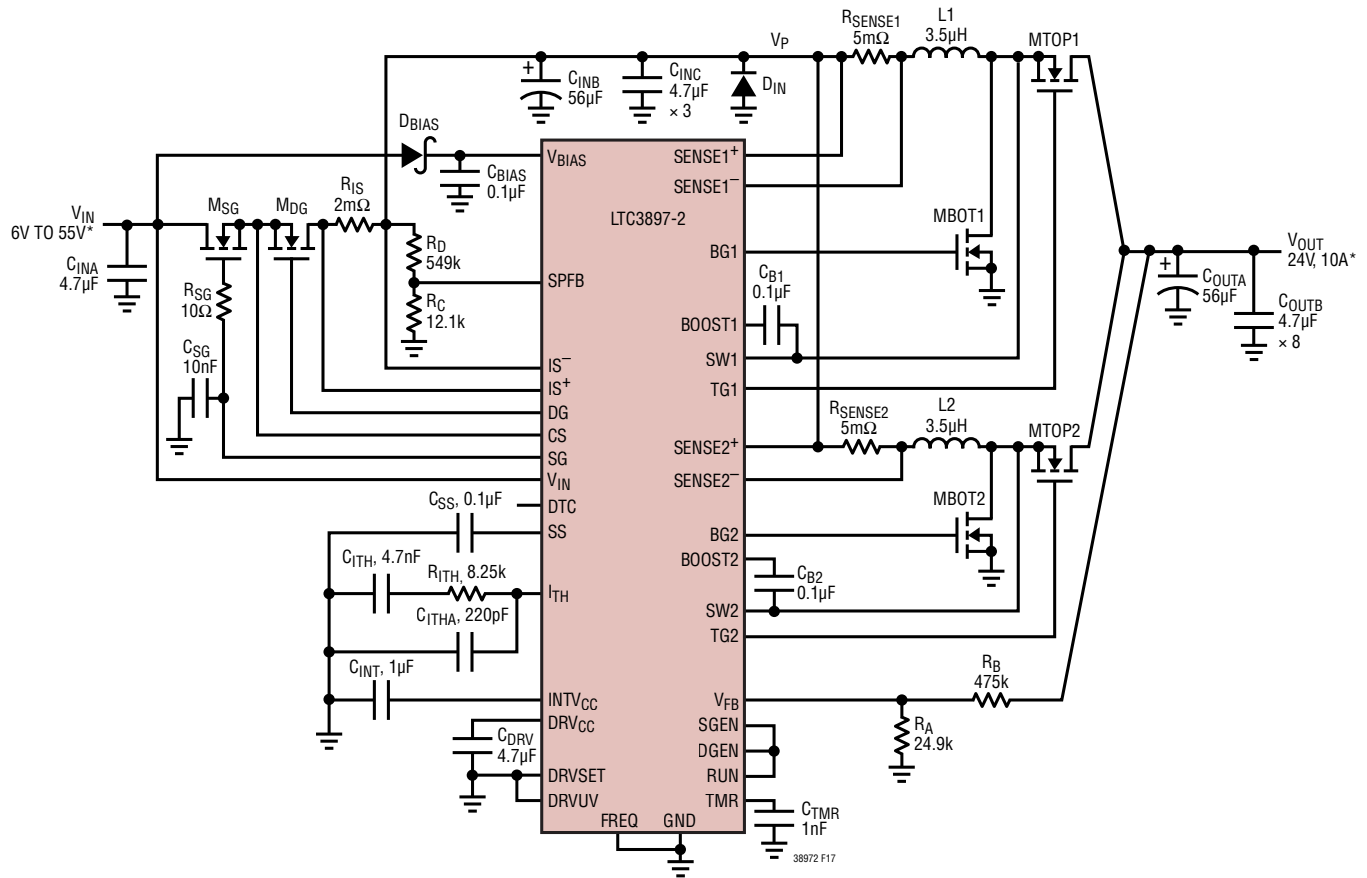 RSENSE1
5mΩ
L1
3.5µH
MTOP1
VP
+
CINB
56µF
CINC
4.7µF
× 3
DIN
DBIAS
CBIAS
0.1µF
VIN
6V TO 55V*
CINA
4.7µF
MSG
MDG
RIS
2mΩ
RSG
10Ω
CSG
10nF
RD
549k
RC
12.1k
LTC3897-2
VBIAS
SPFB
IS−
IS+
DG
CS
SG
VIN
DTC
SS
ITH
INTVCC
DRVCC
DRVSET
DRVUV
FREQ
GND
SENSE1+
SENSE1−
BG1
BOOST1
SW1
TG1
SENSE2+
SENSE2−
BG2
BOOST2
SW2
TG2
VFB
SGEN
DGEN
RUN
TMR
MBOT1
CB1
0.1µF
RSENSE2
5mΩ
L2
3.5µH
MTOP2
MBOT2
CB2
0.1µF
VOUT
24V, 10A*
+
COUTA
56µF
COUTB
4.7µF
× 8
CSS, 0.1µF
CITH, 4.7nF
RITH, 8.25k
CITHA, 220pF
CINT, 1µF
CDRV
4.7µF
RB
475k
RA
24.9k
CTMR
1nF
38972 F17